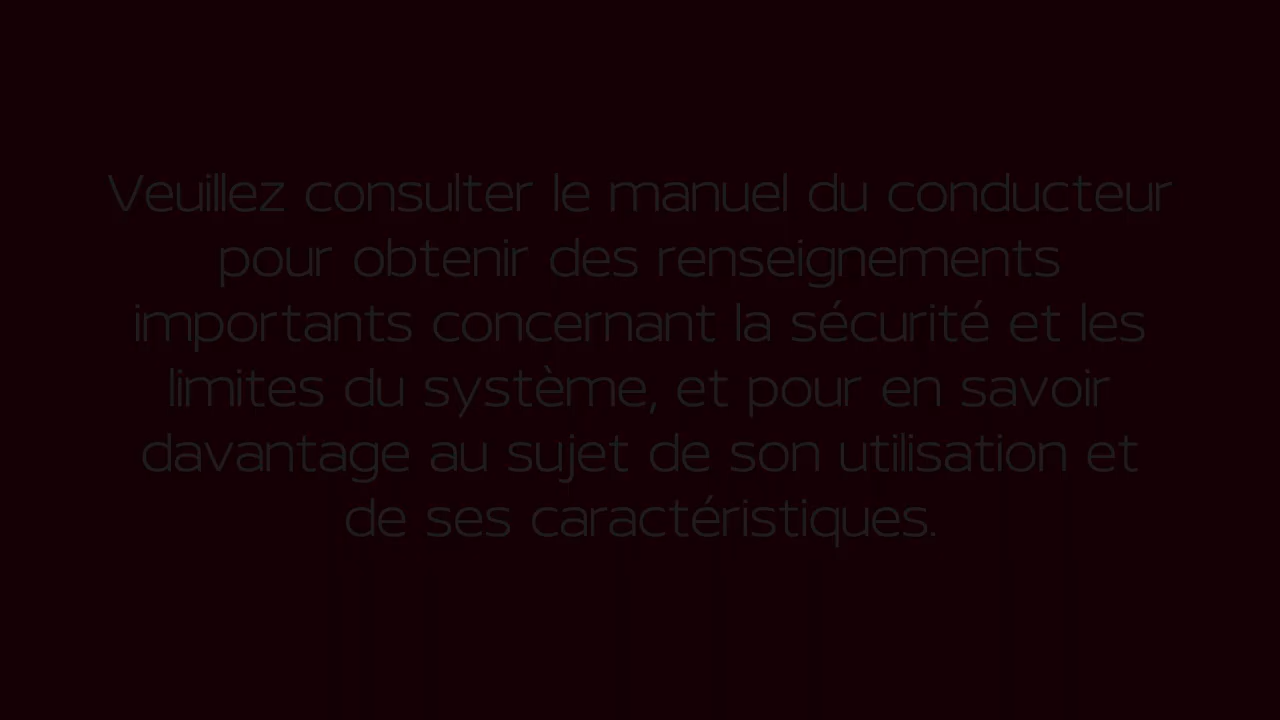 Veuillez consulter le manuel du conducteur
pour obtenir des renseignements
importants concernant la sécurité et les
limites du système, et pour en savoir
davantage au sujet de son utilisation et
de ses caractéristiques.